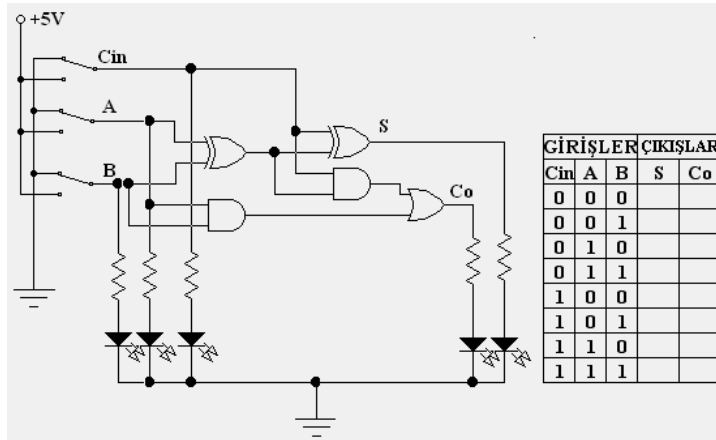 +5V
Cin
A
B
S
Co
GİRİŞLER ÇIKIŞLAR
Cin A B S Co
0 0 0
0 0 1
0 1 0
0 1 1
1 0 0
1 0 1
1 1 0
1 1 1